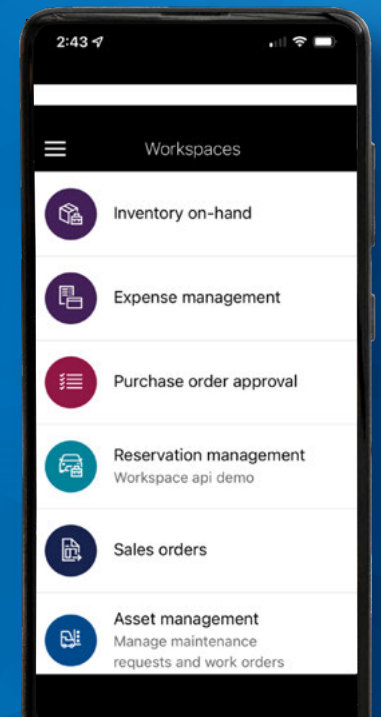 2:43
Workspaces
Inventory on-hand
Expense management
Purchase order approval
Reservation management
Workspace api demo
Sales orders
Asset management
Manage maintenance
requests and work orders